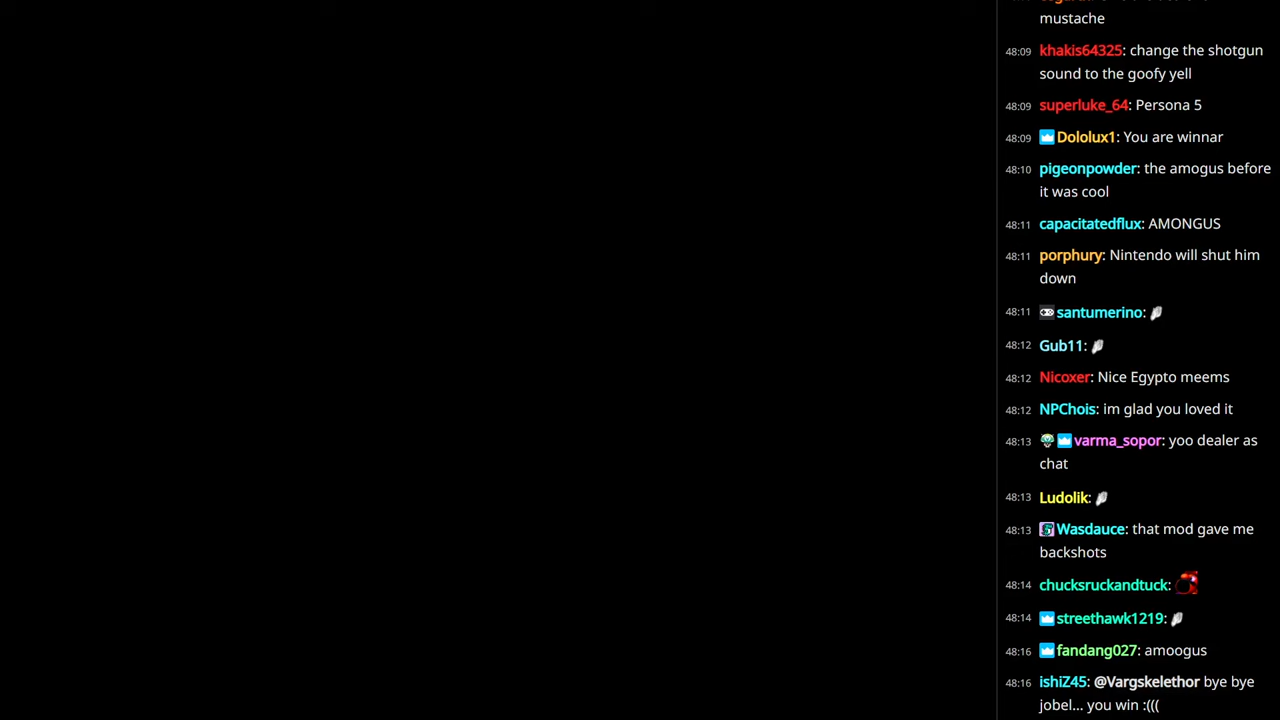 mustache
48:09 khakis64325: change the shotgun
sound to the goofy yell
48:09 superluke_64: Persona 5
48:09 Dololux1: You are winnar
48:10 pigeonpowder: the amogus before
it was cool
48:11 capacitatedflux: AMONGUS
48:11 porphury: Nintendo will shut him
down
48:11 santumerino:
48:12 Gub11:
48:12 Nicoxer: Nice Egypto meems
48:12 NPChois: im glad you loved it
48:13 varma_sopor: yoo dealer as
chat
48:13 Ludolik:
48:13 Wasdauce: that mod gave me
backshots
48:14 chucksruckandtuck:
48:14 streethawk1219:
48:16 fandang027: amoogus
48:16 ishiZ45: @Vargskelethor bye bye
jobel... you win :(((